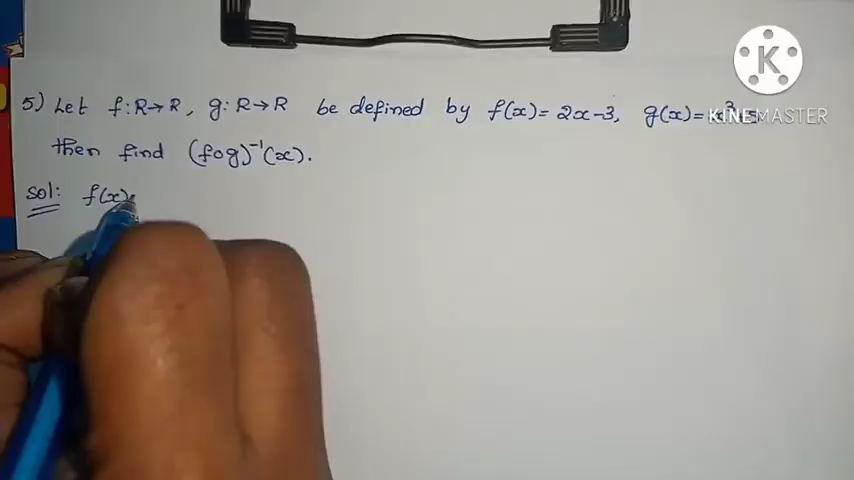 5) Let f:R→R, g:R→R be defined by f(x)= 2x-3, g(x)=
then find (fog)⁻¹(x).
Sol: f(x)
K
KINEMASTER